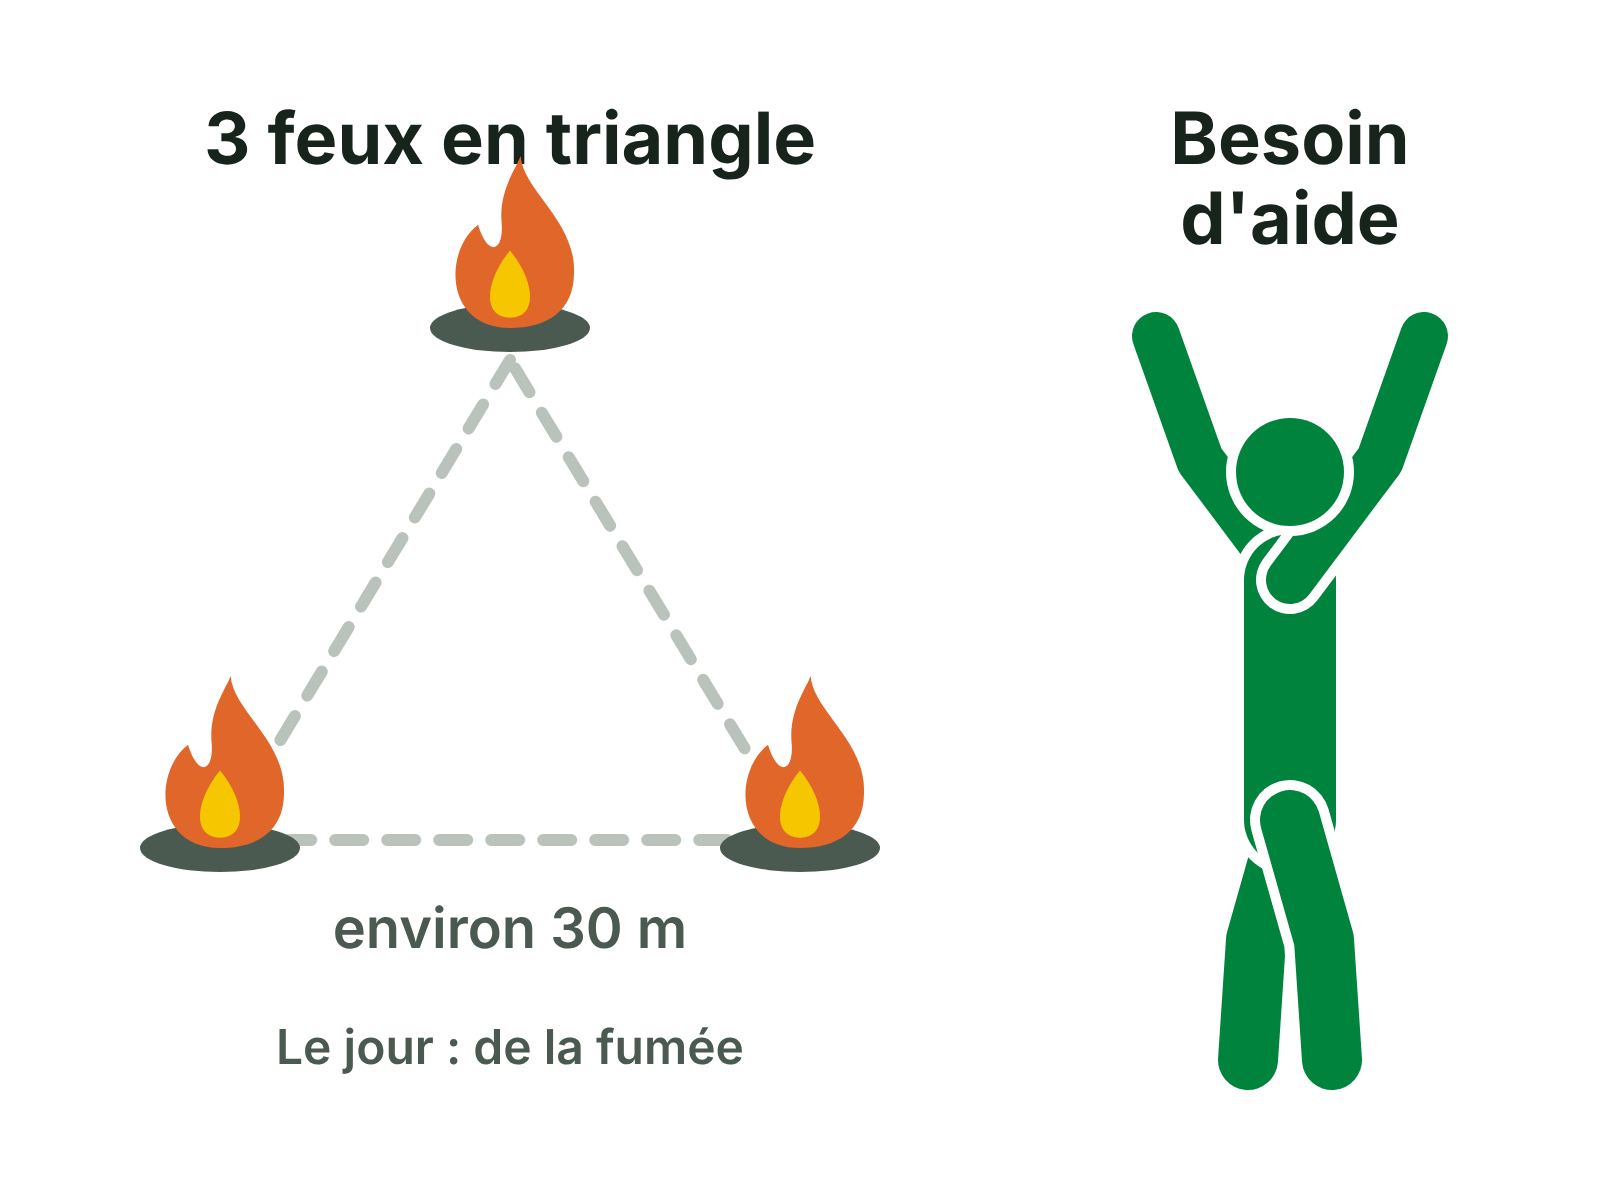 3 feux en triangle
Besoin
d'aide
environ 30 m
Le jour : de la fumée